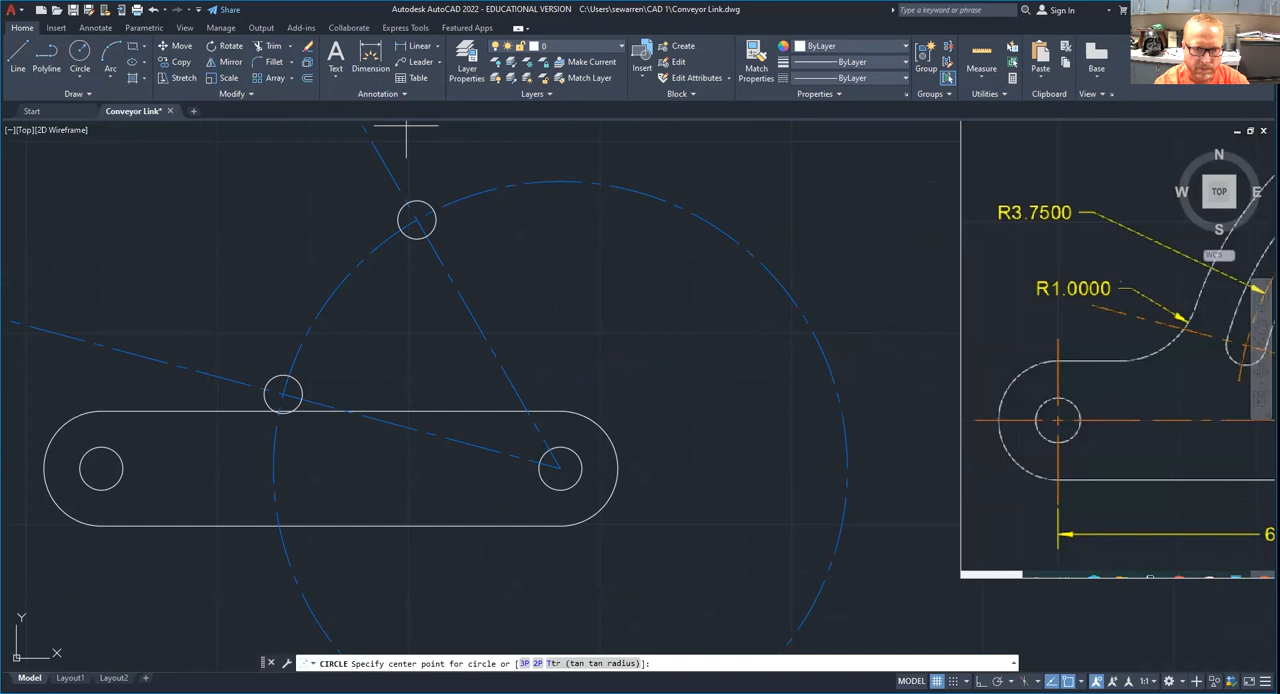 Autodesk AutoCAD 2022 - EDUCATIONAL VERSION C:\Users\sewarren\CAD 1\Conveyor Link.dwg
Share
Type a keyword or phrase
Sign In
Home Insert Annotate Parametric View Manage Output Add-ins Collaborate Express Tools Featured Apps
Line
Polyline
Circle
Arc
Move
Rotate
Trim
Copy
Mirror
Fillet
Stretch
Scale
Array
Text
Dimension
Linear
Leader
Table
Layer
Properties
0
Make Current
Match Layer
Insert
Create
Edit
Edit Attributes
Match
Properties
ByLayer
ByLayer
ByLayer
Group
Measure
Paste
Base
Draw
Modify
Annotation
Layers
Block
Properties
Groups
Utilities
Clipboard
View
Start
Conveyor Link*
[−][Top][2D Wireframe]
N
W
TOP
E
S
WCS
R3.7500
R1.0000
6
Y
X
CIRCLE Specify center point for circle or [3P 2P Ttr (tan tan radius)]:
Model Layout1 Layout2
MODEL
1:1